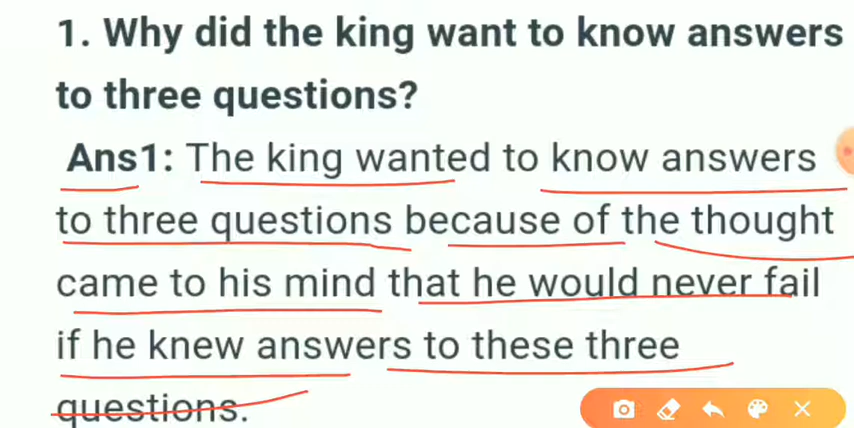 1. Why did the king want to know answers
to three questions?
Ans1: The king wanted to know answers
to three questions because of the thought
came to his mind that he would never fail
if he knew answers to these three
questions.